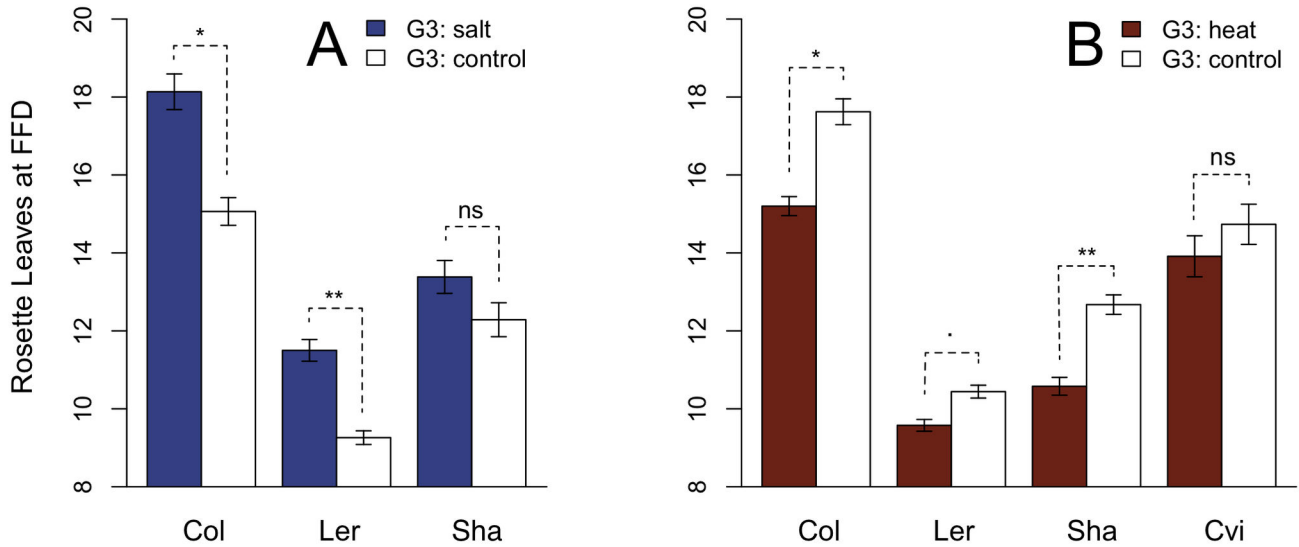 Rosette Leaves at FFD
20
18
16
14
12
10
8
A
G3: salt
G3: control
*
**
ns
Col Ler Sha
20
18
16
14
12
10
8
B
G3: heat
G3: control
*
.
**
ns
Col Ler Sha Cvi